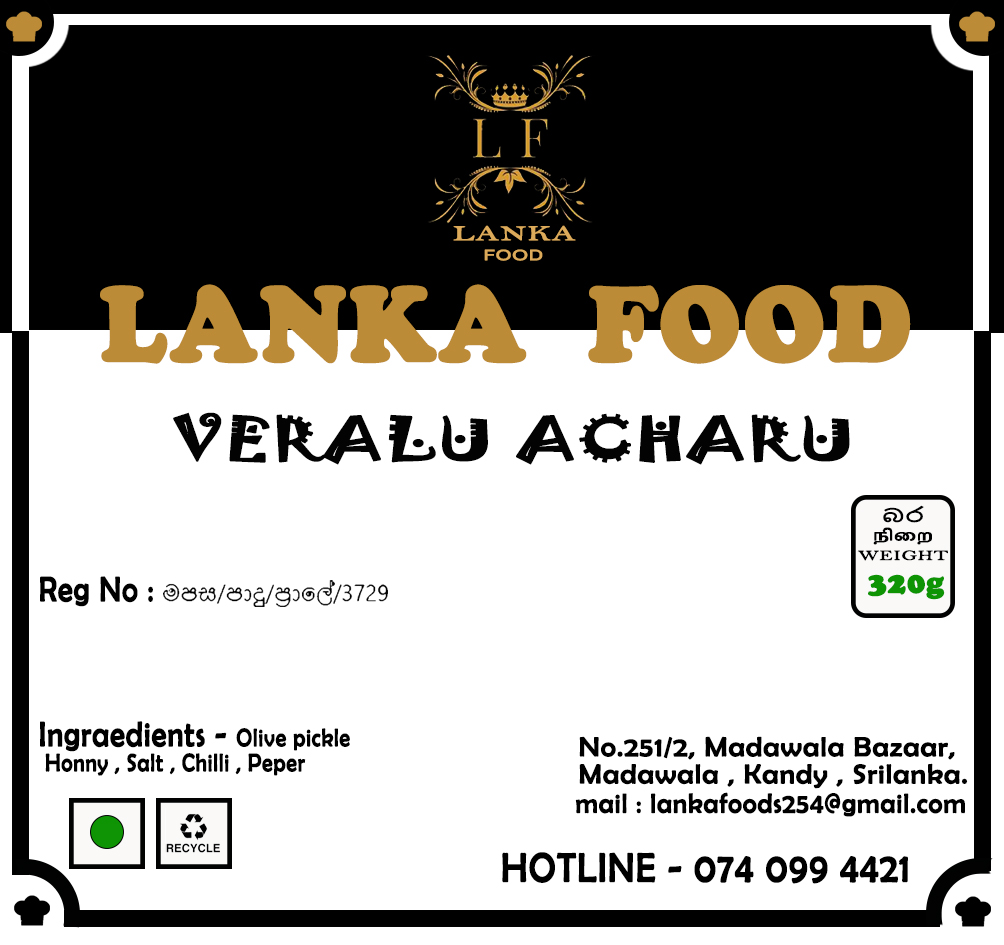 L F
LANKA
FOOD
LANKA FOOD
VERALU ACHARU
බර
நிறை
WEIGHT
320g
Reg No : මපස/පාදු/ප්‍රාලේ/3729
Ingraedients - Olive pickle
Honny , Salt , Chilli , Peper
RECYCLE
No.251/2, Madawala Bazaar,
Madawala , Kandy , Srilanka.
mail : lankafoods254@gmail.com
HOTLINE - 074 099 4421